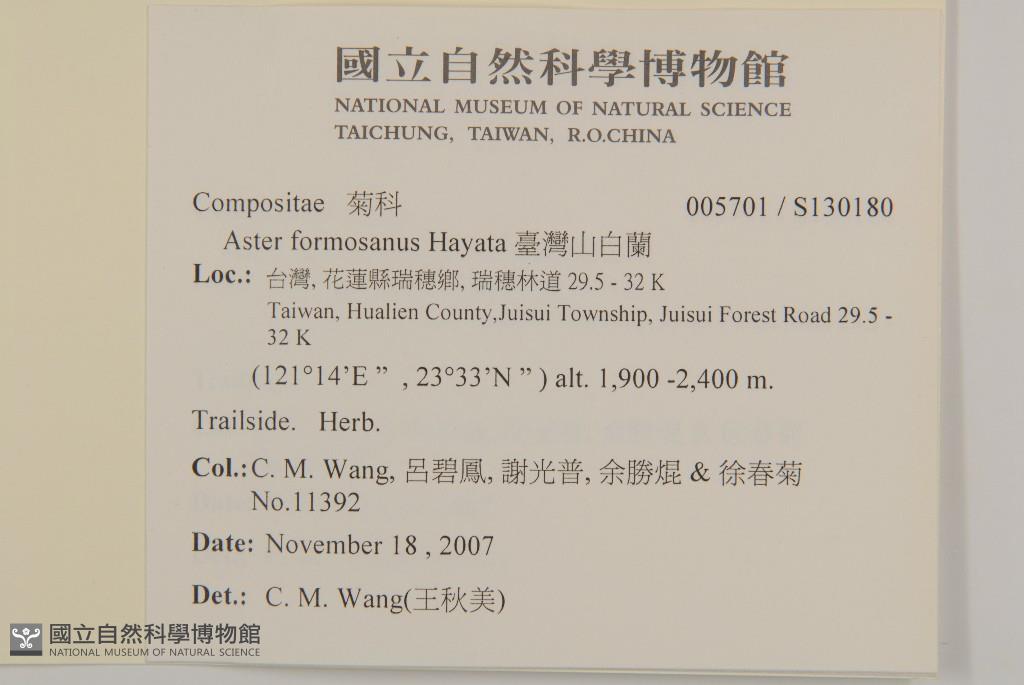 國立自然科學博物館
NATIONAL MUSEUM OF NATURAL SCIENCE
TAICHUNG, TAIWAN, R.O.CHINA
Compositae 菊科 005701 / S130180
Aster formosanus Hayata 臺灣山白蘭
Loc.: 台灣, 花蓮縣瑞穗鄉, 瑞穗林道 29.5 - 32 K
Taiwan, Hualien County,Juisui Township, Juisui Forest Road 29.5 -
32 K
(121°14’E ” , 23°33’N ” ) alt. 1,900 -2,400 m.
Trailside. Herb.
Col.: C. M. Wang, 呂碧鳳, 謝光普, 余勝焜 & 徐春菊
No.11392
Date: November 18 , 2007
Det.: C. M. Wang(王秋美)
國立自然科學博物館
NATIONAL MUSEUM OF NATURAL SCIENCE